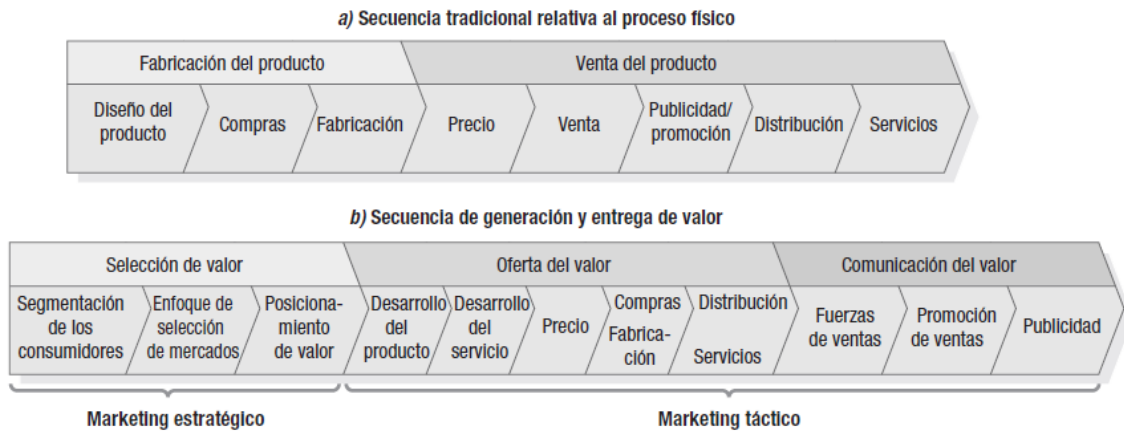 a) Secuencia tradicional relativa al proceso físico
Fabricación del producto
Venta del producto
Diseño del
producto
Compras
Fabricación
Precio
Venta
Publicidad/
promoción
Distribución
Servicios
b) Secuencia de generación y entrega de valor
Selección de valor
Oferta del valor
Comunicación del valor
Segmentación
de los
consumidores
Enfoque de
selección
de mercados
Posiciona-
miento
de valor
Desarrollo
del
producto
Desarrollo
del
servicio
Precio
Compras
Fabrica-
ción
Distribución
Servicios
Fuerzas
de ventas
Promoción
de ventas
Publicidad
Marketing estratégico
Marketing táctico